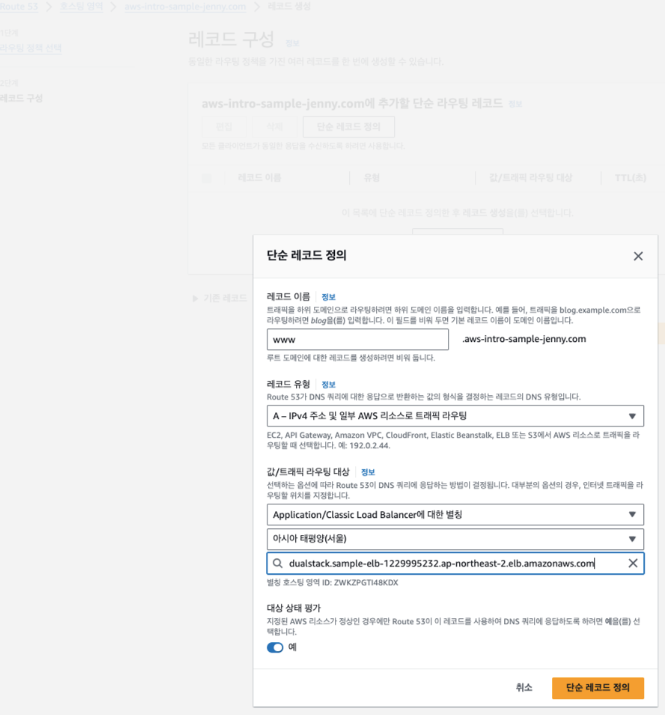 Route 53 > 호스팅 영역 > aws-intro-sample-jenny.com > 레코드 생성
1단계
라우팅 정책 선택
2단계
레코드 구성
레코드 구성 정보
동일한 라우팅 정책을 가진 여러 레코드를 한 번에 생성할 수 있습니다.
aws-intro-sample-jenny.com에 추가할 단순 라우팅 레코드 정보
편집 삭제 단순 레코드 정의
레코드 이름 유형 값/트래픽 라우팅 대상 TTL(초)
기존 레코드
단순 레코드 정의
레코드 이름 정보
트래픽을 하위 도메인으로 라우팅하려면 하위 도메인 이름을 입력합니다. 예를 들어, 트래픽을 blog.example.com으로
라우팅하려면 blog을(를) 입력합니다. 이 필드를 비워 두면 기본 레코드 이름이 도메인 이름입니다.
www .aws-intro-sample-jenny.com
루트 도메인에 대한 레코드를 생성하려면 비워 둡니다.
레코드 유형 정보
Route 53가 DNS 쿼리에 대한 응답으로 반환하는 값의 형식을 결정하는 레코드의 DNS 유형입니다.
A – IPv4 주소 및 일부 AWS 리소스로 트래픽 라우팅
EC2, API Gateway, Amazon VPC, CloudFront, Elastic Beanstalk, ELB 또는 S3에서 AWS 리소스로 트래픽을 라
우팅할 때 선택합니다. 예: 192.0.2.44.
값/트래픽 라우팅 대상 정보
선택하는 옵션에 따라 Route 53이 DNS 쿼리에 응답하는 방법이 결정됩니다. 대부분의 옵션의 경우, 인터넷 트래픽을 라
우팅할 위치를 지정합니다.
Application/Classic Load Balancer에 대한 별칭
아시아 태평양(서울)
dualstack.sample-elb-1229995232.ap-northeast-2.elb.amazonaws.com
별칭 호스팅 영역 ID: ZWKZPGTI48KDX
대상 상태 평가
지정된 AWS 리소스가 정상인 경우에만 Route 53이 이 레코드를 사용하여 DNS 쿼리에 응답하도록 하려면 예을(를) 선
택합니다.
예
취소 단순 레코드 정의